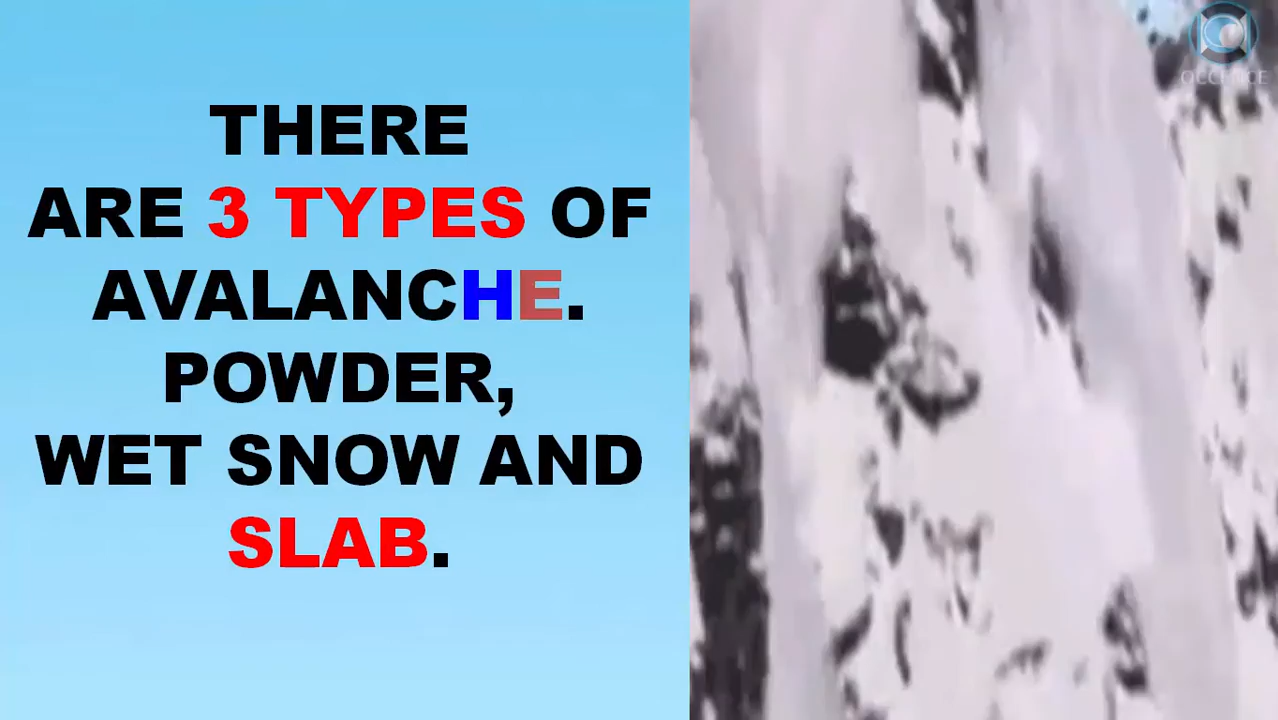 THERE
ARE 3 TYPES OF
AVALANCHE.
POWDER,
WET SNOW AND
SLAB.